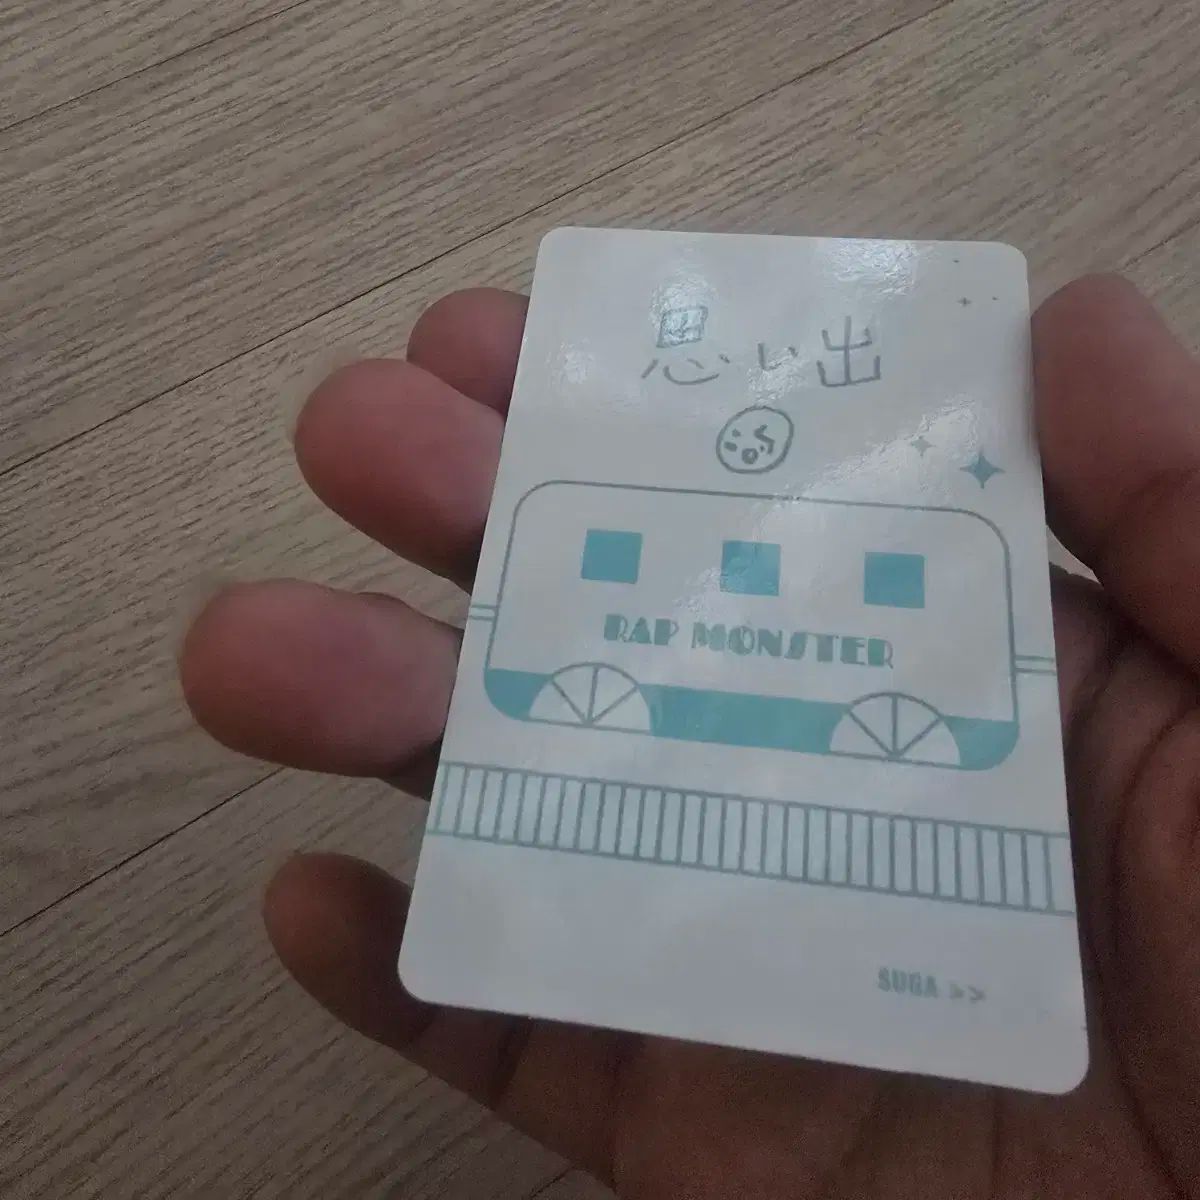 思い出
RAP MONSTER
SUGA >>